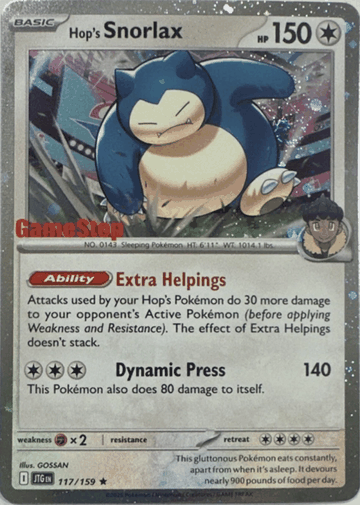 BASIC
Hop's Snorlax
HP 150
GameStop
NO. 0143 Sleeping Pokémon HT: 6'11" WT: 1014.1 lbs.
Ability Extra Helpings
Attacks used by your Hop's Pokémon do 30 more damage
to your opponent's Active Pokémon (before applying
Weakness and Resistance). The effect of Extra Helpings
doesn't stack.
Dynamic Press 140
This Pokémon also does 80 damage to itself.
weakness ×2 resistance retreat
Illus. GOSSAN
I JTG EN 117/159 ★
This gluttonous Pokémon eats constantly,
apart from when it's asleep. It devours
nearly 900 pounds of food per day.